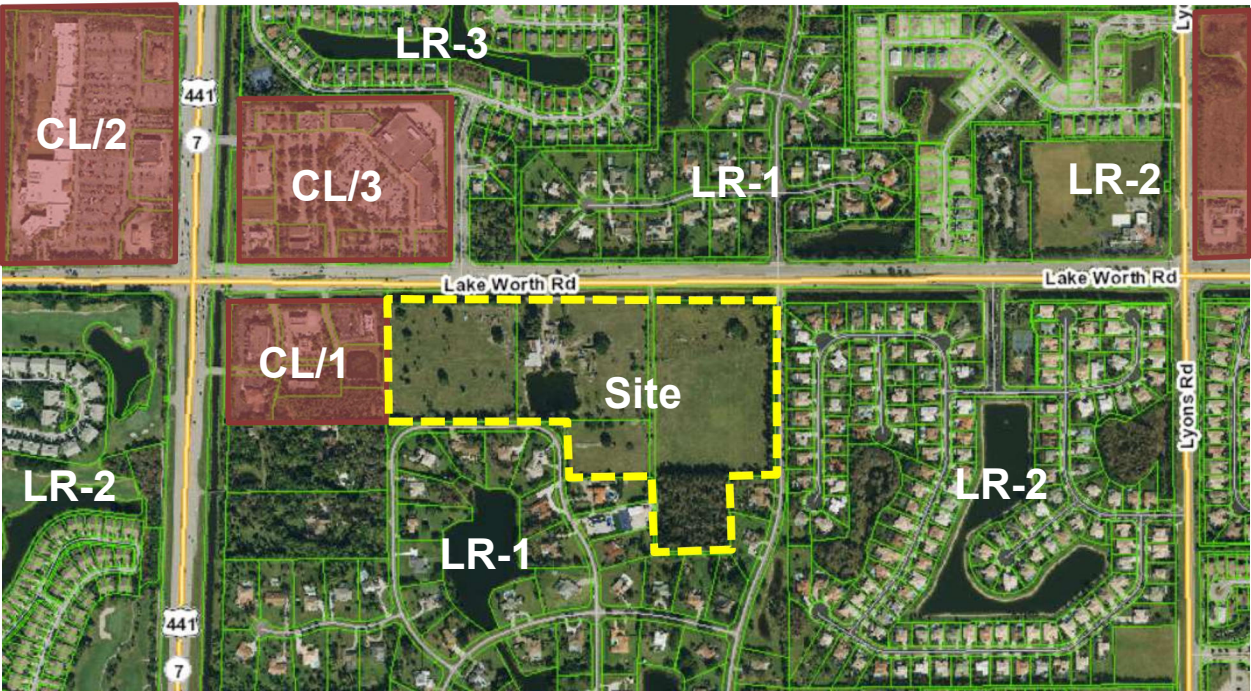 LR-3
Ly
441
7
CL/2
CL/3
LR-1
LR-2
Lake Worth Rd
Lake Worth Rd
CL/1
Site
Lyons Rd
LR-2
LR-2
LR-1
441
7